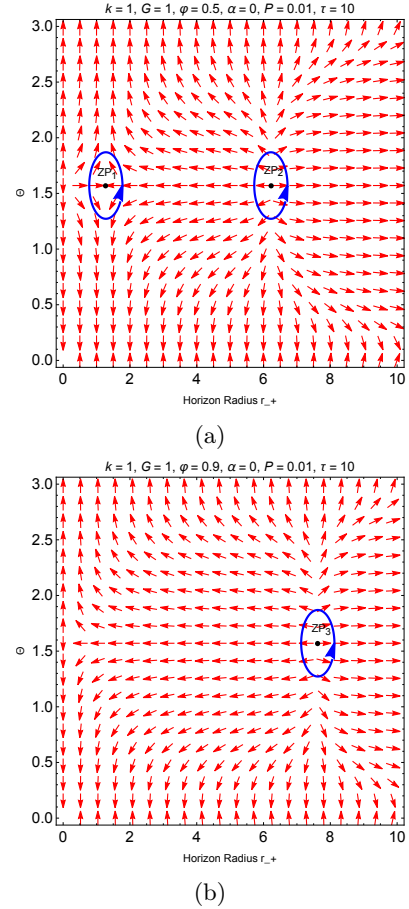 k = 1, G = 1, φ = 0.5, α = 0, P = 0.01, τ = 10
3.0
2.5
2.0
ZP1 ZP2
1.5
Θ
1.0
0.5
0.0
0 2 4 6 8 10
Horizon Radius r_+
(a)
k = 1, G = 1, φ = 0.9, α = 0, P = 0.01, τ = 10
3.0
2.5
2.0
ZP3
1.5
Θ
1.0
0.5
0.0
0 2 4 6 8 10
Horizon Radius r_+
(b)